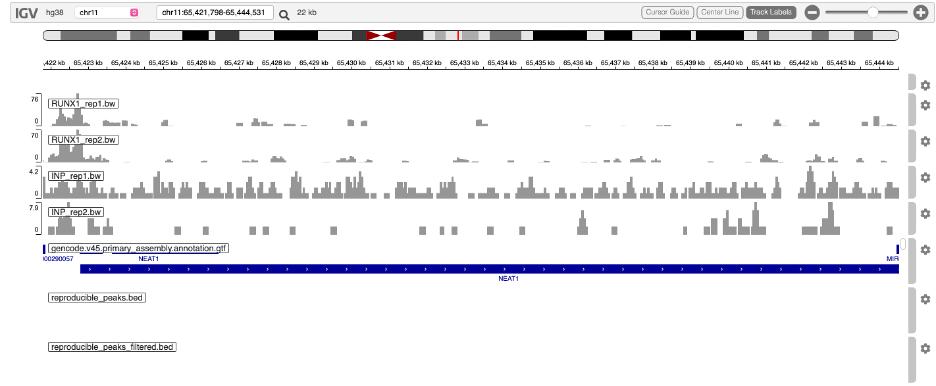 IGV hg38 chr11 chr11:65,421,798-65,444,531 22 kb Cursor Guide Center Line Track Labels
,422 kb 65,423 kb 65,424 kb 65,425 kb 65,426 kb 65,427 kb 65,428 kb 65,429 kb 65,430 kb 65,431 kb 65,432 kb 65,433 kb 65,434 kb 65,435 kb 65,436 kb 65,437 kb 65,438 kb 65,439 kb 65,440 kb 65,441 kb 65,442 kb 65,443 kb 65,444 kb
76
RUNX1_rep1.bw
0
70
RUNX1_rep2.bw
0
4.2
INP_rep1.bw
0
7.9
INP_rep2.bw
0
gencode.v45.primary_assembly.annotation.gtf
00290057 NEAT1 MIR
NEAT1
reproducible_peaks.bed
reproducible_peaks_filtered.bed